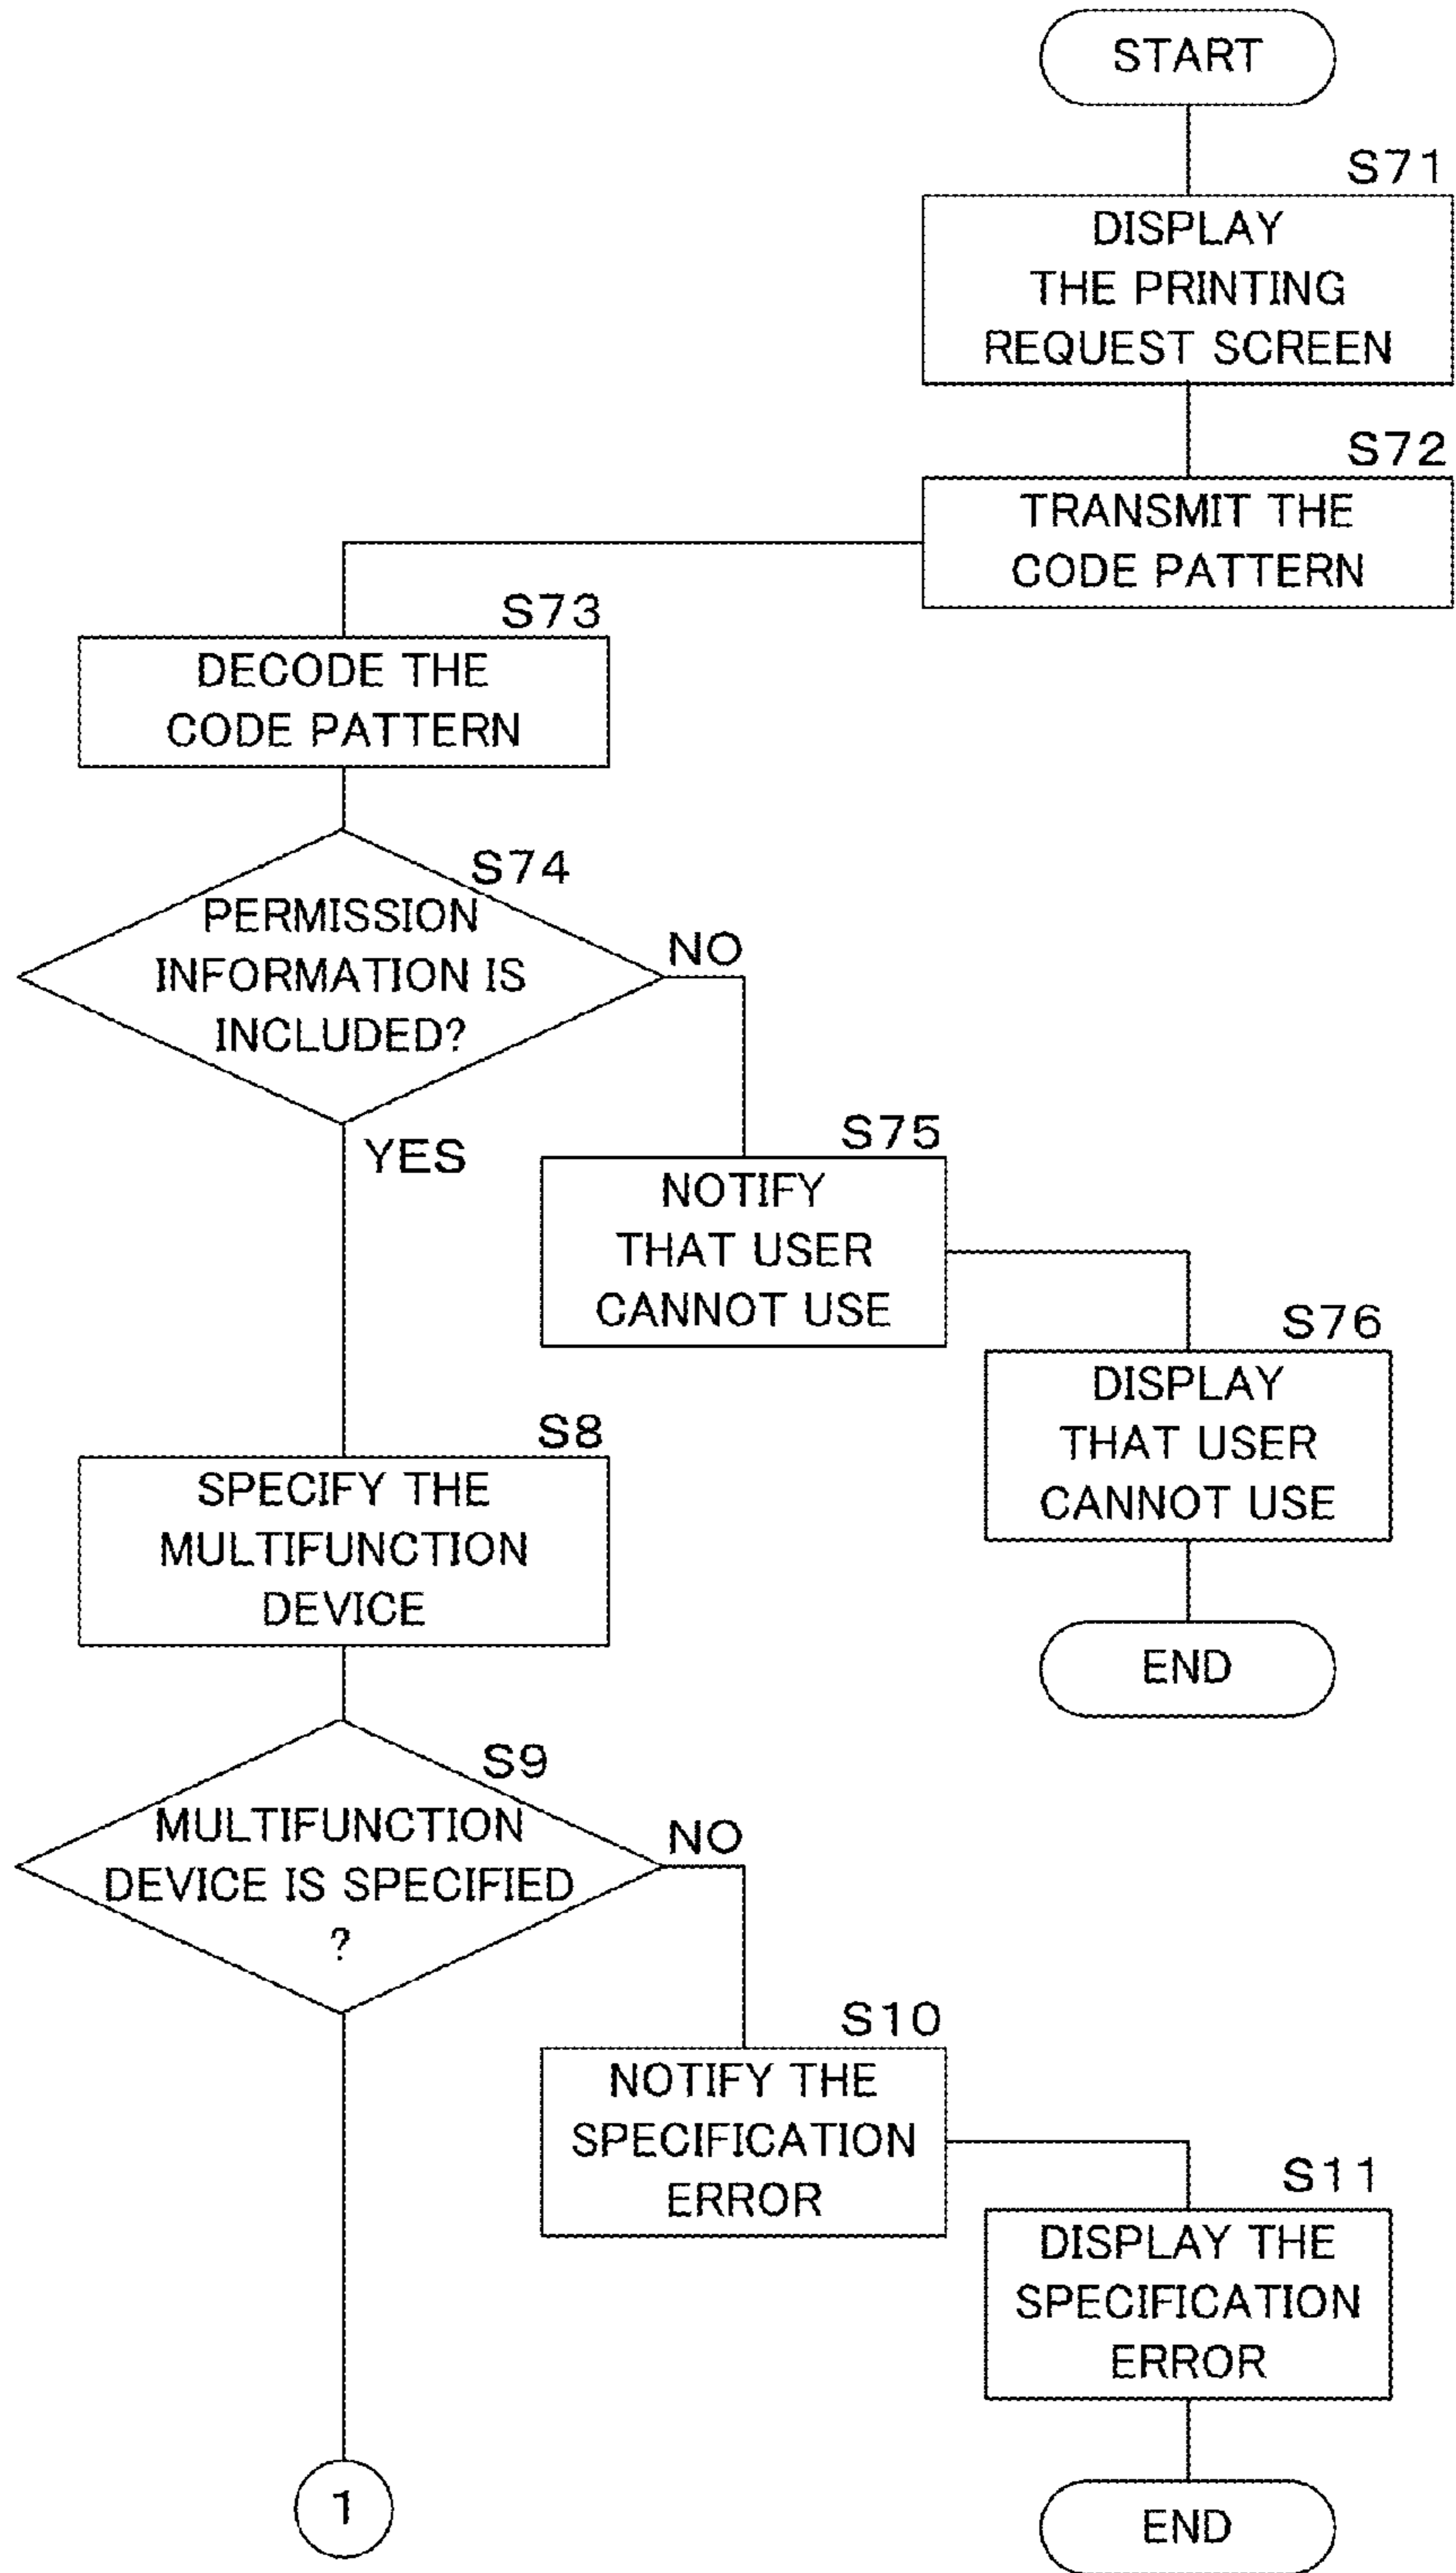 START
S71
DISPLAY
THE PRINTING
REQUEST SCREEN
S72
TRANSMIT THE
CODE PATTERN
S73
DECODE THE
CODE PATTERN
S74
PERMISSION
INFORMATION IS
INCLUDED?
NO
YES
S75
NOTIFY
THAT USER
CANNOT USE
S76
DISPLAY
THAT USER
CANNOT USE
END
S8
SPECIFY THE
MULTIFUNCTION
DEVICE
S9
MULTIFUNCTION
DEVICE IS SPECIFIED
?
NO
S10
NOTIFY THE
SPECIFICATION
ERROR
S11
DISPLAY THE
SPECIFICATION
ERROR
END
1